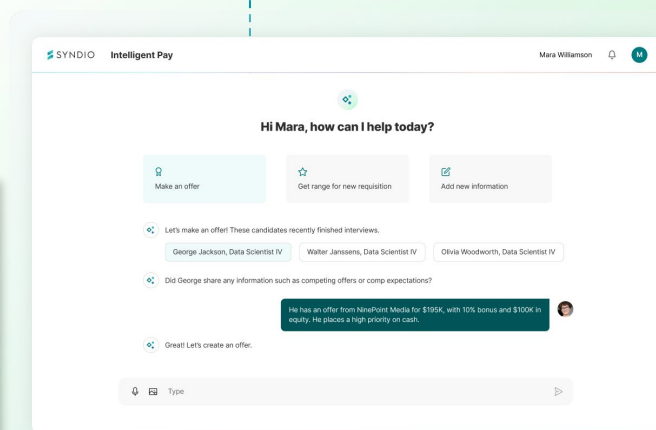 SYNDIO Intelligent Pay Mara Williamson M
Hi Mara, how can I help today?
Make an offer Get range for new requisition Add new information
Let's make an offer! These candidates recently finished interviews.
George Jackson, Data Scientist IV Walter Janssens, Data Scientist IV Olivia Woodworth, Data Scientist IV
Did George share any information such as competing offers or comp expectations?
He has an offer from NinePoint Media for $195K, with 10% bonus and $100K in
equity. He places a high priority on cash.
Great! Let's create an offer.
Type